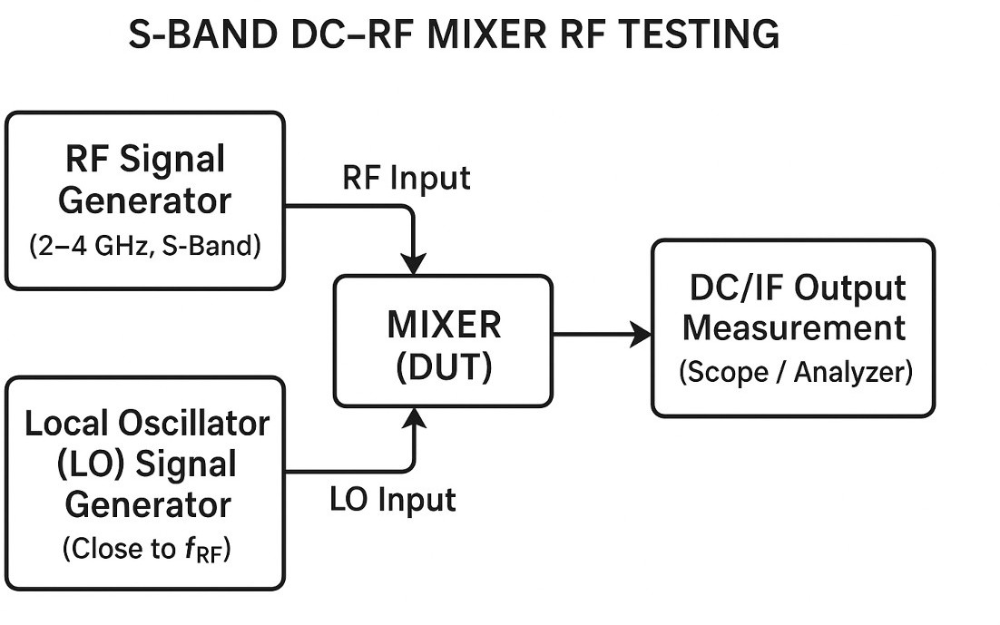 S-BAND DC–RF MIXER RF TESTING
RF Signal
Generator
(2–4 GHz, S-Band)
RF Input
MIXER
(DUT)
DC/IF Output
Measurement
(Scope / Analyzer)
Local Oscillator
(LO) Signal
Generator
(Close to fRF)
LO Input